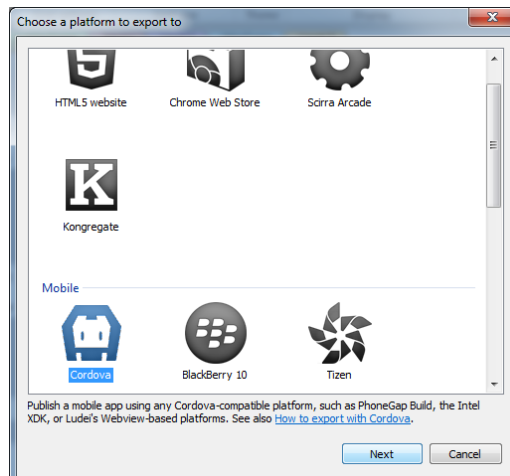 Choose a platform to export to
HTML5 website
Chrome Web Store
Scirra Arcade
Kongregate
Mobile
Cordova
BlackBerry 10
Tizen
Publish a mobile app using any Cordova-compatible platform, such as PhoneGap Build, the Intel
XDK, or Ludei's Webview-based platforms. See also How to export with Cordova.
Next
Cancel